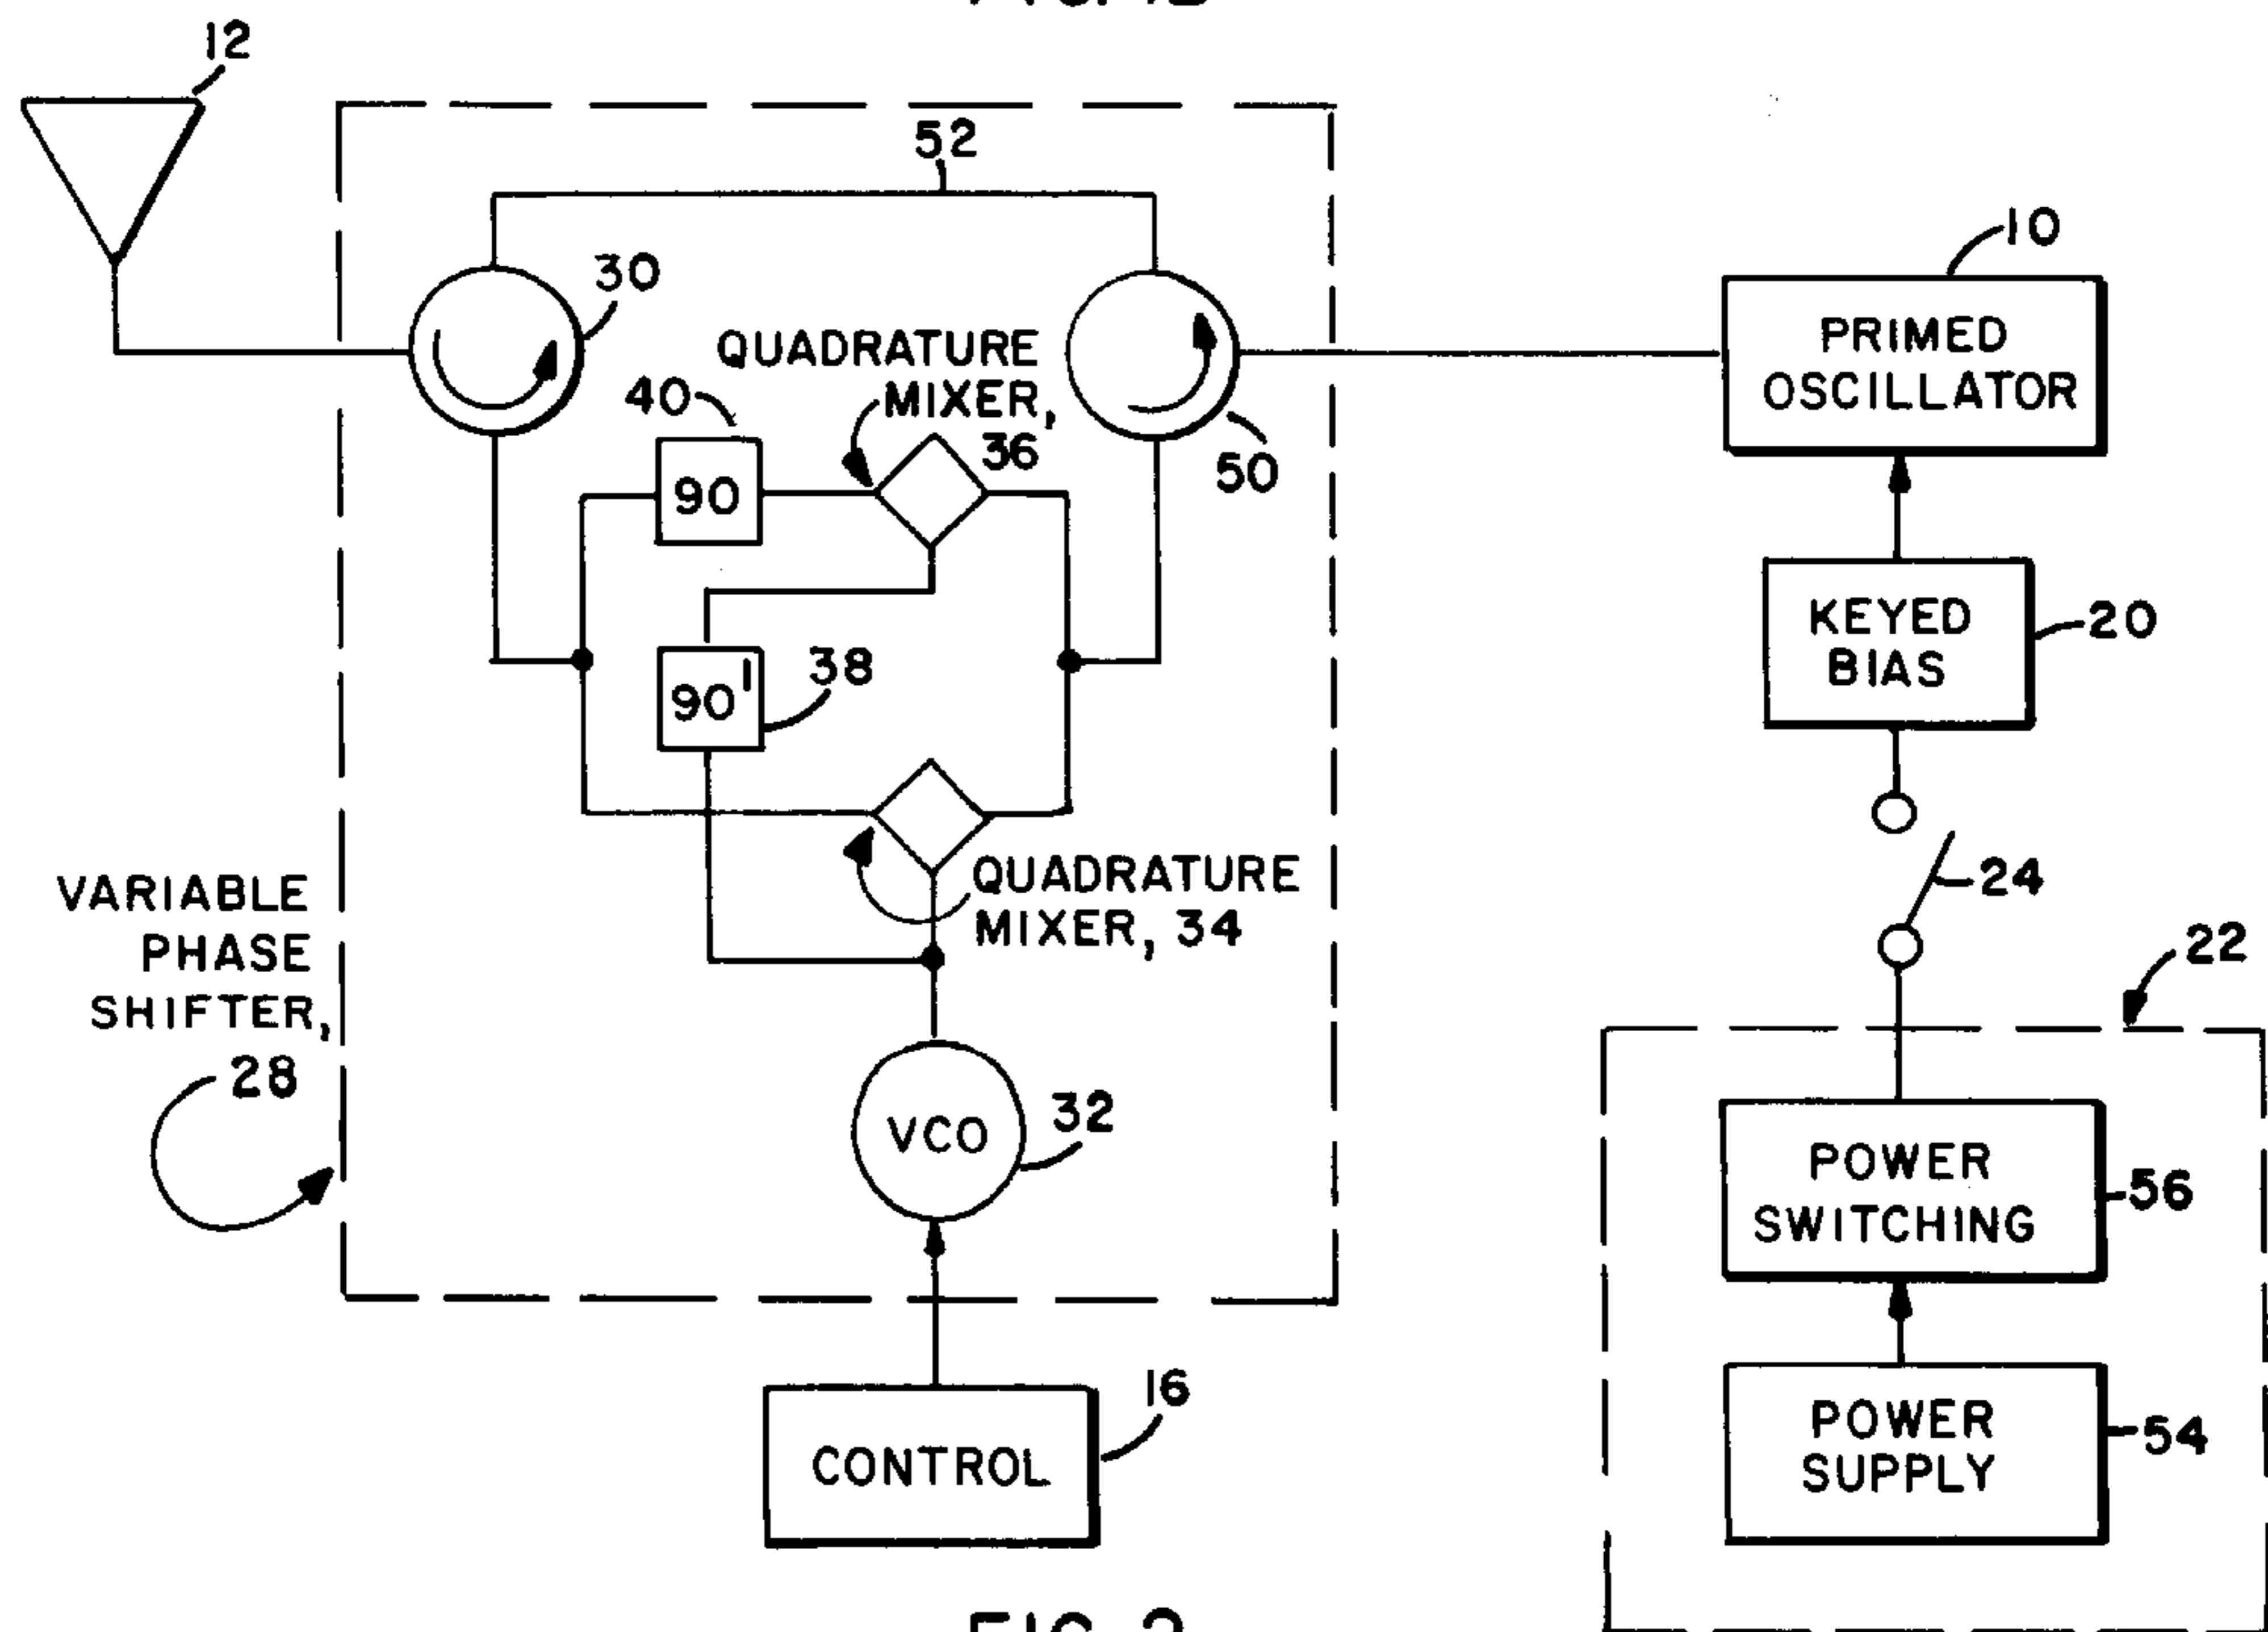 12
52
30
QUADRATURE
MIXER,
36
40
90
50
10
PRIMED
OSCILLATOR
KEYED
BIAS
20
90'
38
24
QUADRATURE
MIXER, 34
VARIABLE
PHASE
SHIFTER,
28
22
VCO
32
POWER
SWITCHING
56
16
CONTROL
POWER
SUPPLY
54